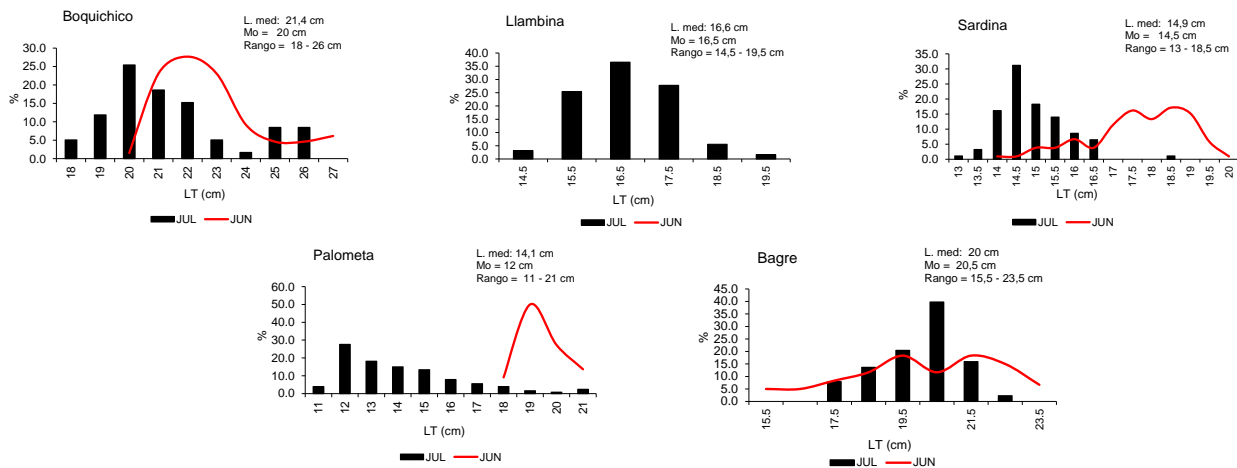 Boquichico
L. med: 21,4 cm
Mo = 20 cm
Rango = 18 - 26 cm
30.0
25.0
20.0
15.0
10.0
5.0
0.0
%
18 19 20 21 22 23 24 25 26 27
LT (cm)
JUL JUN
Llambina
L. med: 16,6 cm
Mo = 16,5 cm
Rango = 14,5 - 19,5 cm
40.0
35.0
30.0
25.0
20.0
15.0
10.0
5.0
0.0
%
14.5 15.5 16.5 17.5 18.5 19.5
LT (cm)
JUL
Sardina
L. med: 14,9 cm
Mo = 14,5 cm
Rango = 13 - 18,5 cm
35.0
30.0
25.0
20.0
15.0
10.0
5.0
0.0
%
13 13.5 14 14.5 15 15.5 16 16.5 17 17.5 18 18.5 19 19.5 20
LT (cm)
JUL JUN
Palometa
L. med: 14,1 cm
Mo = 12 cm
Rango = 11 - 21 cm
60.0
50.0
40.0
30.0
20.0
10.0
0.0
%
11 12 13 14 15 16 17 18 19 20 21
LT (cm)
JUL JUN
Bagre
L. med: 20 cm
Mo = 20,5 cm
Rango = 15,5 - 23,5 cm
45.0
40.0
35.0
30.0
25.0
20.0
15.0
10.0
5.0
0.0
%
15.5 17.5 19.5 21.5 23.5
LT (cm)
JUL JUN